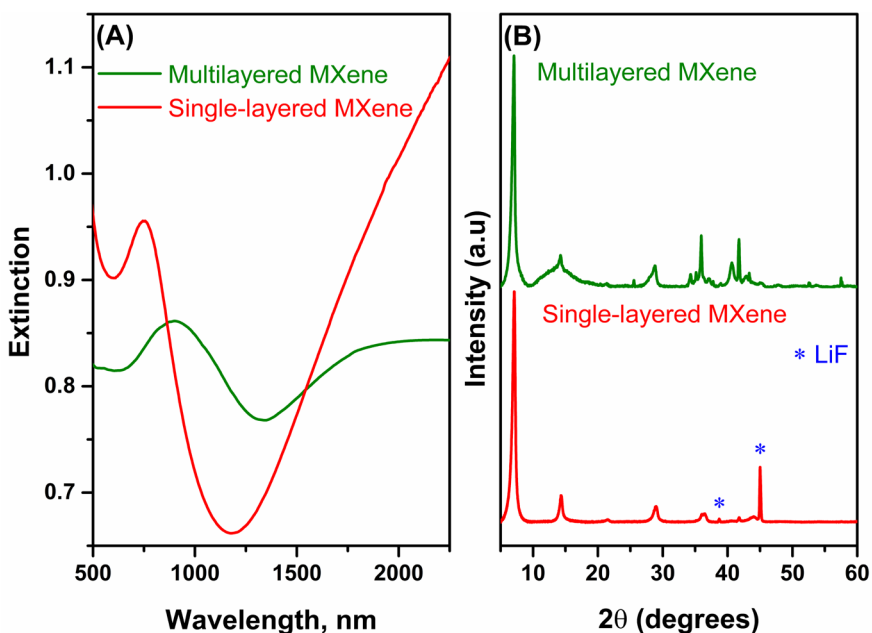 (A)
Multilayered MXene
Single-layered MXene
1.1
1.0
0.9
0.8
0.7
Extinction
500 1000 1500 2000
Wavelength, nm
(B)
Multilayered MXene
Single-layered MXene
* LiF
*
*
Intensity (a.u)
10 20 30 40 50 60
2θ (degrees)